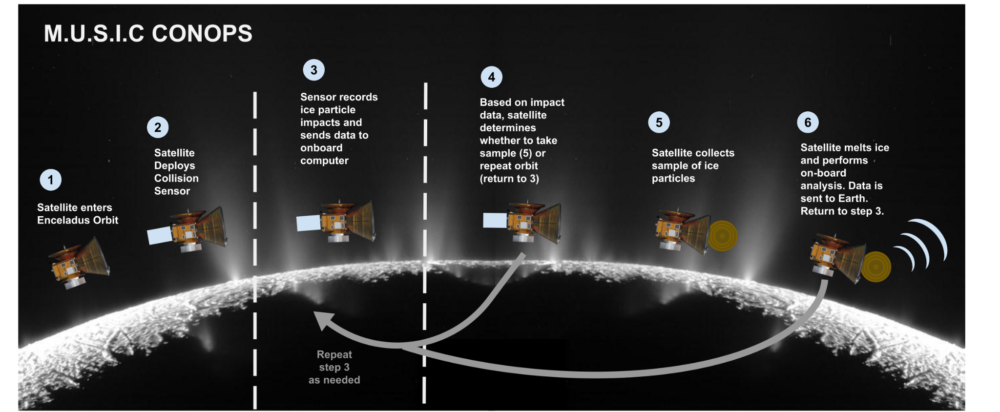 M.U.S.I.C CONOPS
1
Satellite enters
Enceladus Orbit
2
Satellite
Deploys
Collision
Sensor
3
Sensor records
ice particle
impacts and
sends data to
onboard
computer
4
Based on impact
data, satellite
determines
whether to take
sample (5) or
repeat orbit
(return to 3)
5
Satellite collects
sample of ice
particles
6
Satellite melts ice
and performs
on-board
analysis. Data is
sent to Earth.
Return to step 3.
Repeat
step 3
as needed